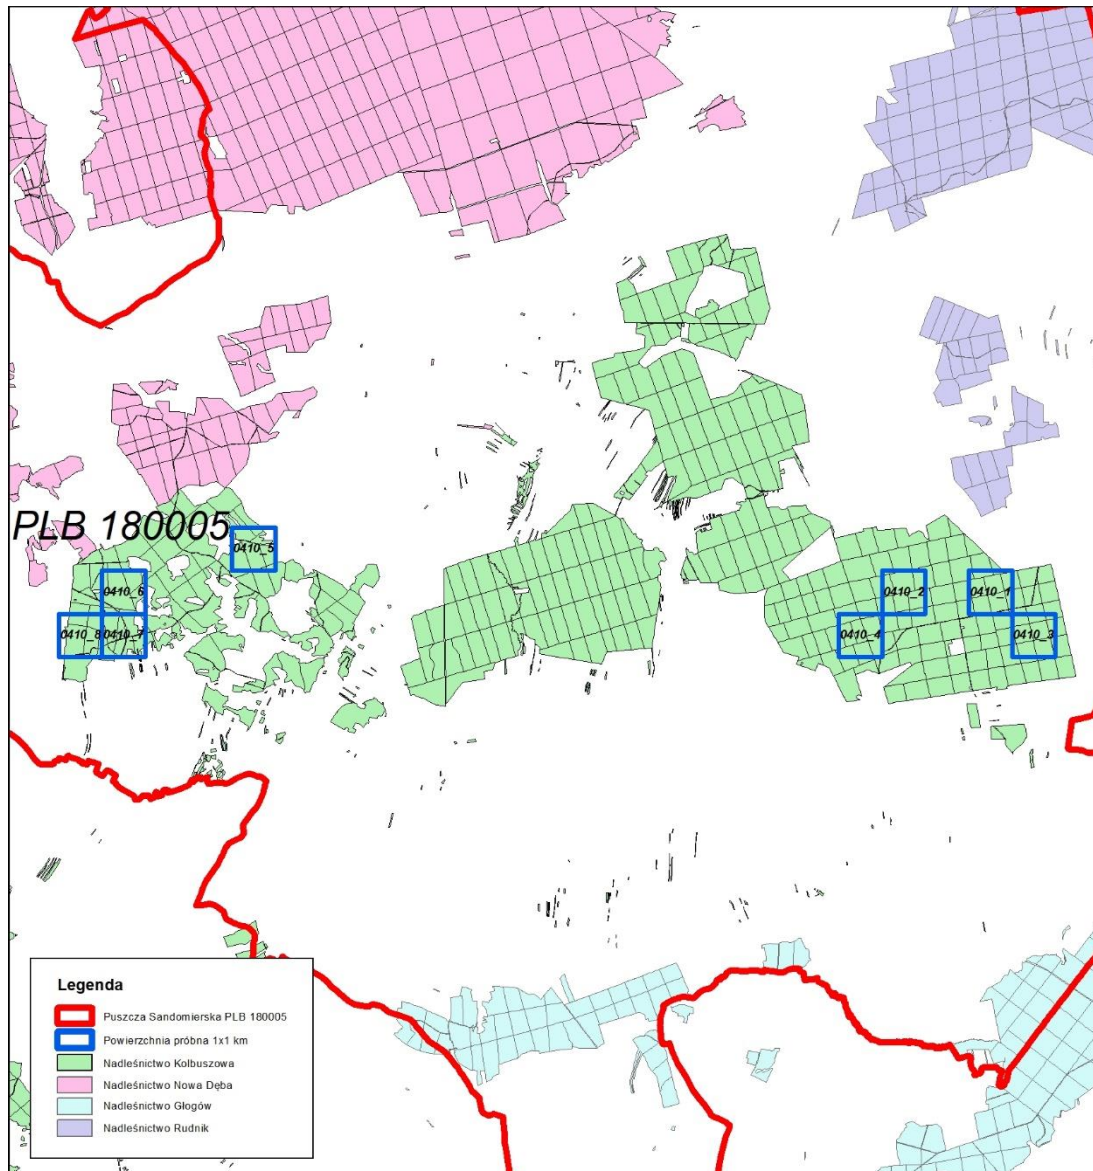 PLB 180005
0410_5
0410_6
0410_2
0410_1
0410_8
0410_7
0410_4
0410_3
Legenda
Puszcza Sandomierska PLB 180005
Powierzchnia próbna 1x1 km
Nadleśnictwo Kolbuszowa
Nadleśnictwo Nowa Dęba
Nadleśnictwo Głogów
Nadleśnictwo Rudnik